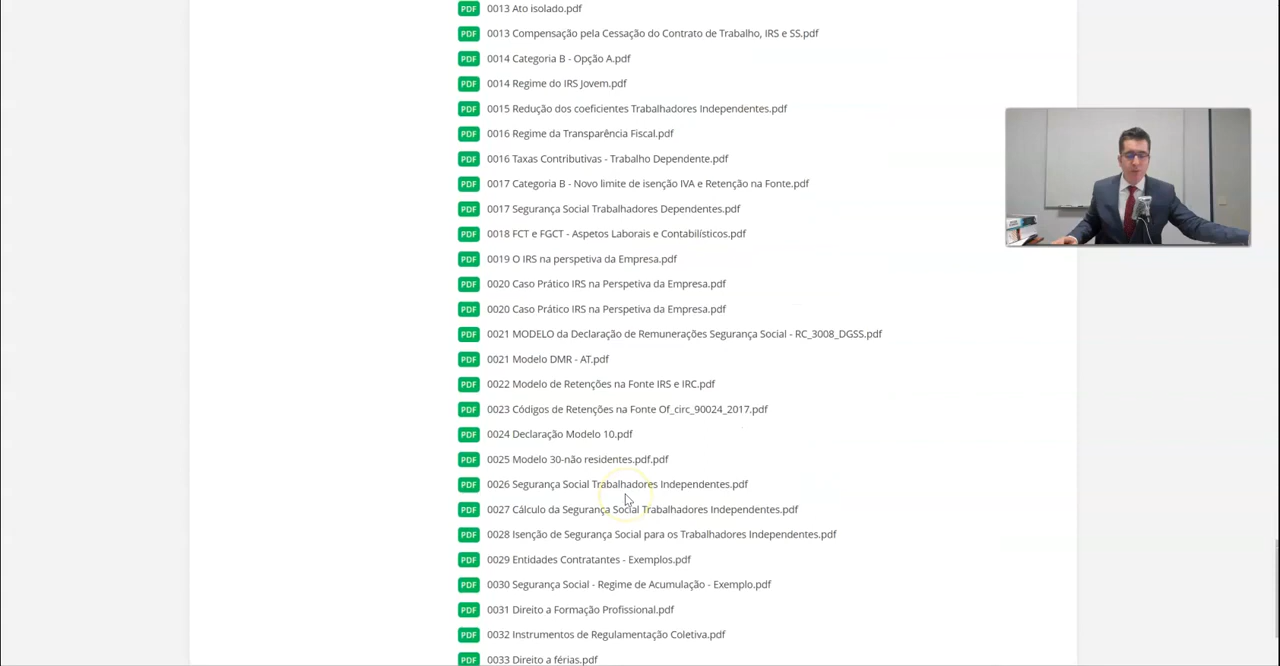 PDF 0013 Ato isolado.pdf
PDF 0013 Compensação pela Cessação do Contrato de Trabalho, IRS e SS.pdf
PDF 0014 Categoria B - Opção A.pdf
PDF 0014 Regime do IRS Jovem.pdf
PDF 0015 Redução dos coeficientes Trabalhadores Independentes.pdf
PDF 0016 Regime da Transparência Fiscal.pdf
PDF 0016 Taxas Contributivas - Trabalho Dependente.pdf
PDF 0017 Categoria B - Novo limite de isenção IVA e Retenção na Fonte.pdf
PDF 0017 Segurança Social Trabalhadores Dependentes.pdf
PDF 0018 FCT e FGCT - Aspetos Laborais e Contabilísticos.pdf
PDF 0019 O IRS na perspetiva da Empresa.pdf
PDF 0020 Caso Prático IRS na Perspetiva da Empresa.pdf
PDF 0020 Caso Prático IRS na Perspetiva da Empresa.pdf
PDF 0021 MODELO da Declaração de Remunerações Segurança Social - RC_3008_DGSS.pdf
PDF 0021 Modelo DMR - AT.pdf
PDF 0022 Modelo de Retenções na Fonte IRS e IRC.pdf
PDF 0023 Códigos de Retenções na Fonte Of_circ_90024_2017.pdf
PDF 0024 Declaração Modelo 10.pdf
PDF 0025 Modelo 30-não residentes.pdf.pdf
PDF 0026 Segurança Social Trabalhadores Independentes.pdf
PDF 0027 Cálculo da Segurança Social Trabalhadores Independentes.pdf
PDF 0028 Isenção de Segurança Social para os Trabalhadores Independentes.pdf
PDF 0029 Entidades Contratantes - Exemplos.pdf
PDF 0030 Segurança Social - Regime de Acumulação - Exemplo.pdf
PDF 0031 Direito a Formação Profissional.pdf
PDF 0032 Instrumentos de Regulamentação Coletiva.pdf
PDF 0033 Direito a férias.pdf